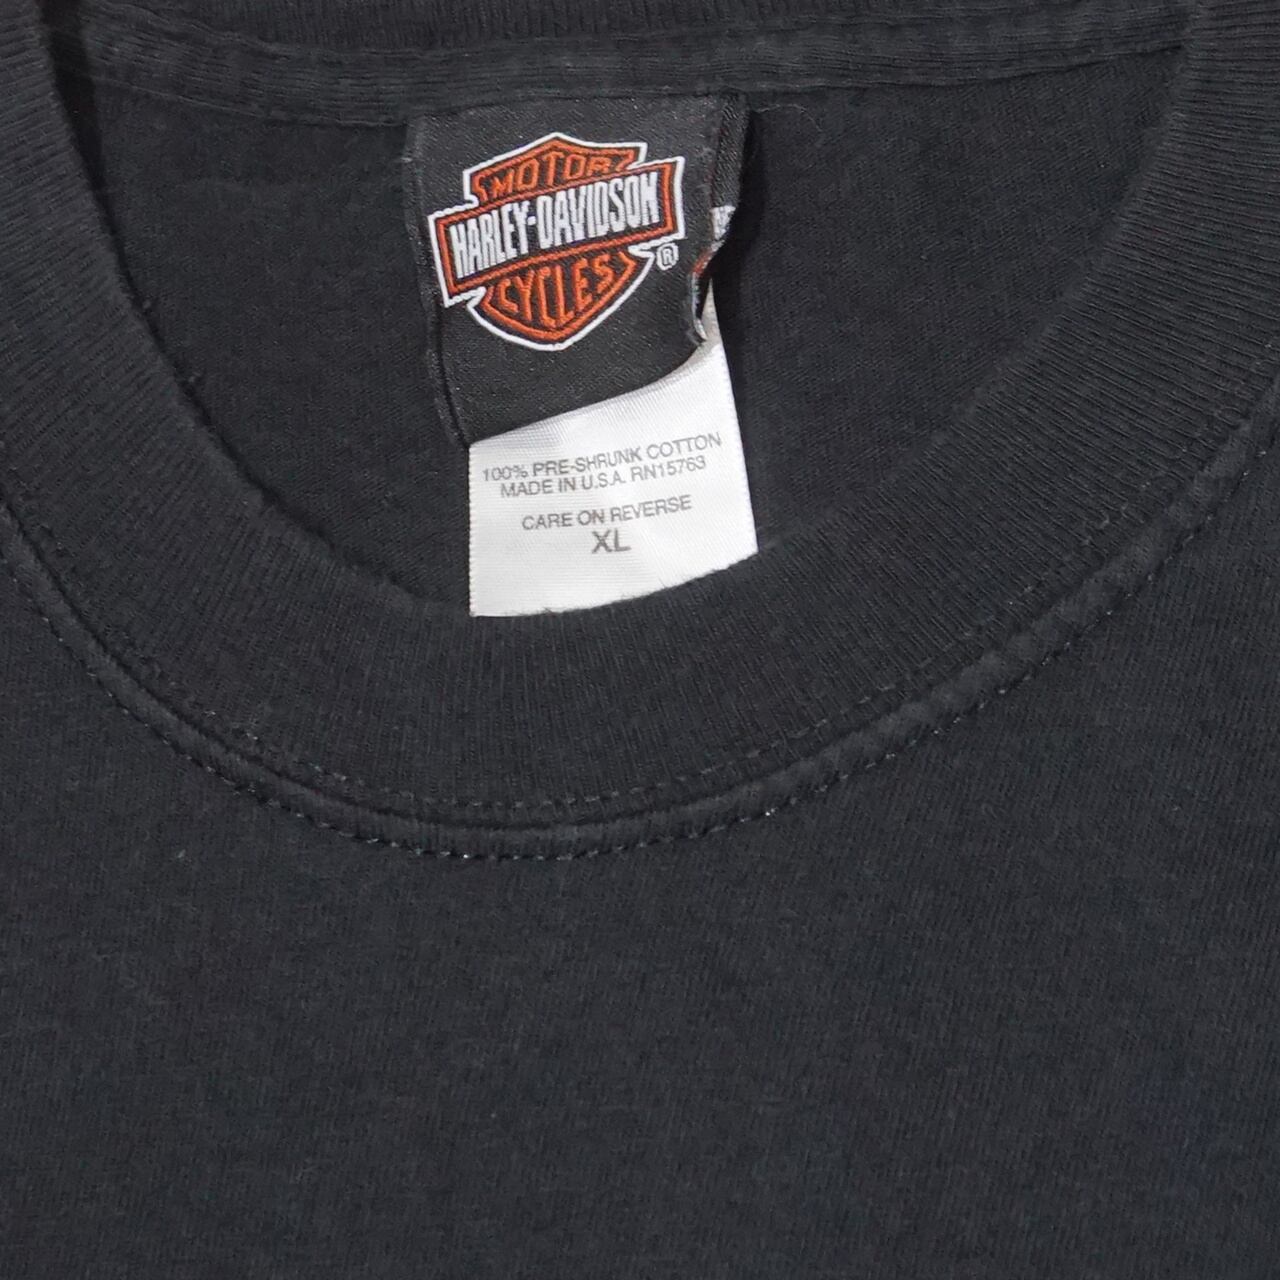 MOTOR
HARLEY-DAVIDSON
CYCLES
®
100% PRE-SHRUNK COTTON
MADE IN U.S.A. RN15763
CARE ON REVERSE
XL